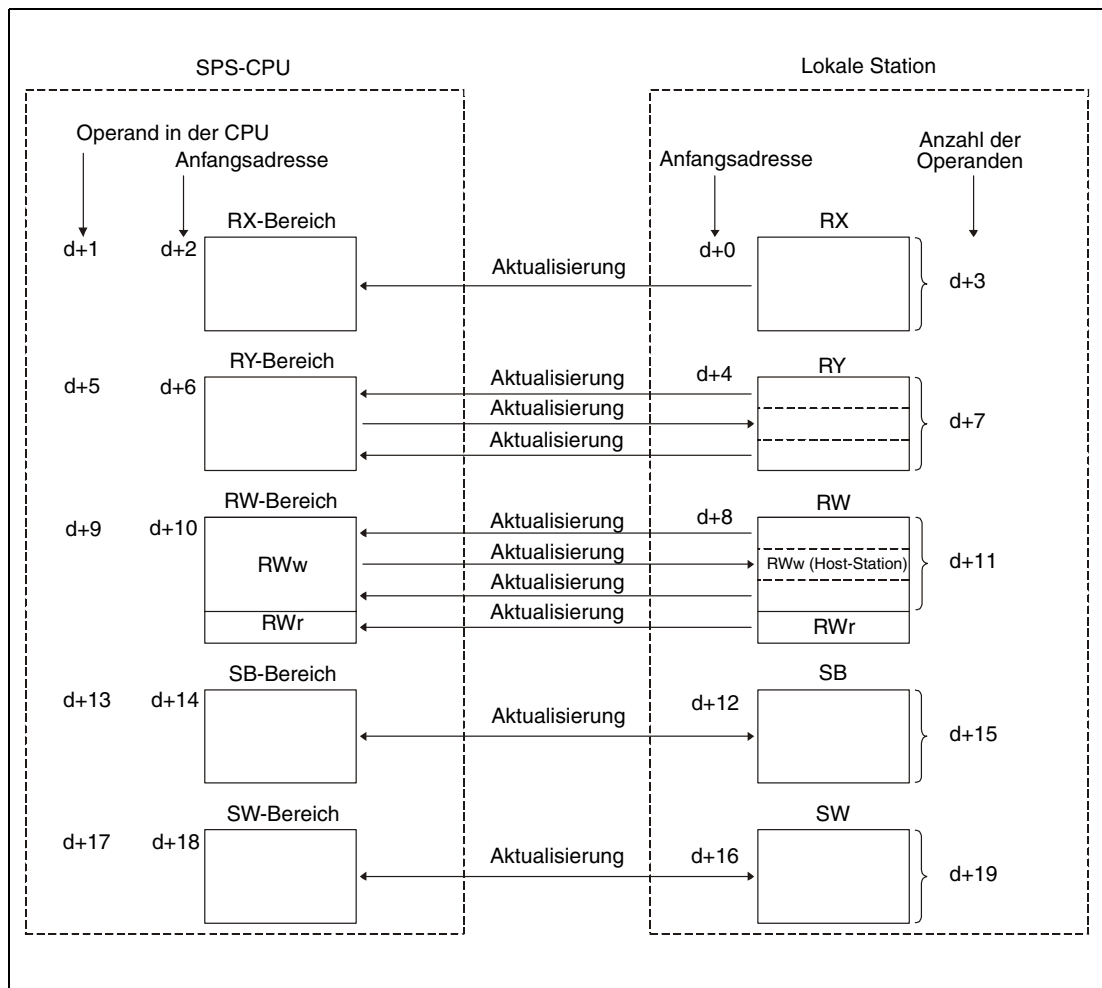 SPS-CPU
Lokale Station
Operand in der CPU
Anfangsadresse
Anfangsadresse
Anzahl der
Operanden
RX-Bereich
RX
d+1
d+2
Aktualisierung
d+0
d+3
RY-Bereich
RY
d+5
d+6
Aktualisierung
d+4
Aktualisierung
d+7
Aktualisierung
RW-Bereich
RW
d+9
d+10
Aktualisierung
d+8
RWw
Aktualisierung
RWw (Host-Station)
d+11
Aktualisierung
RWr
Aktualisierung
RWr
SB-Bereich
SB
d+13
d+14
Aktualisierung
d+12
d+15
SW-Bereich
SW
d+17
d+18
Aktualisierung
d+16
d+19